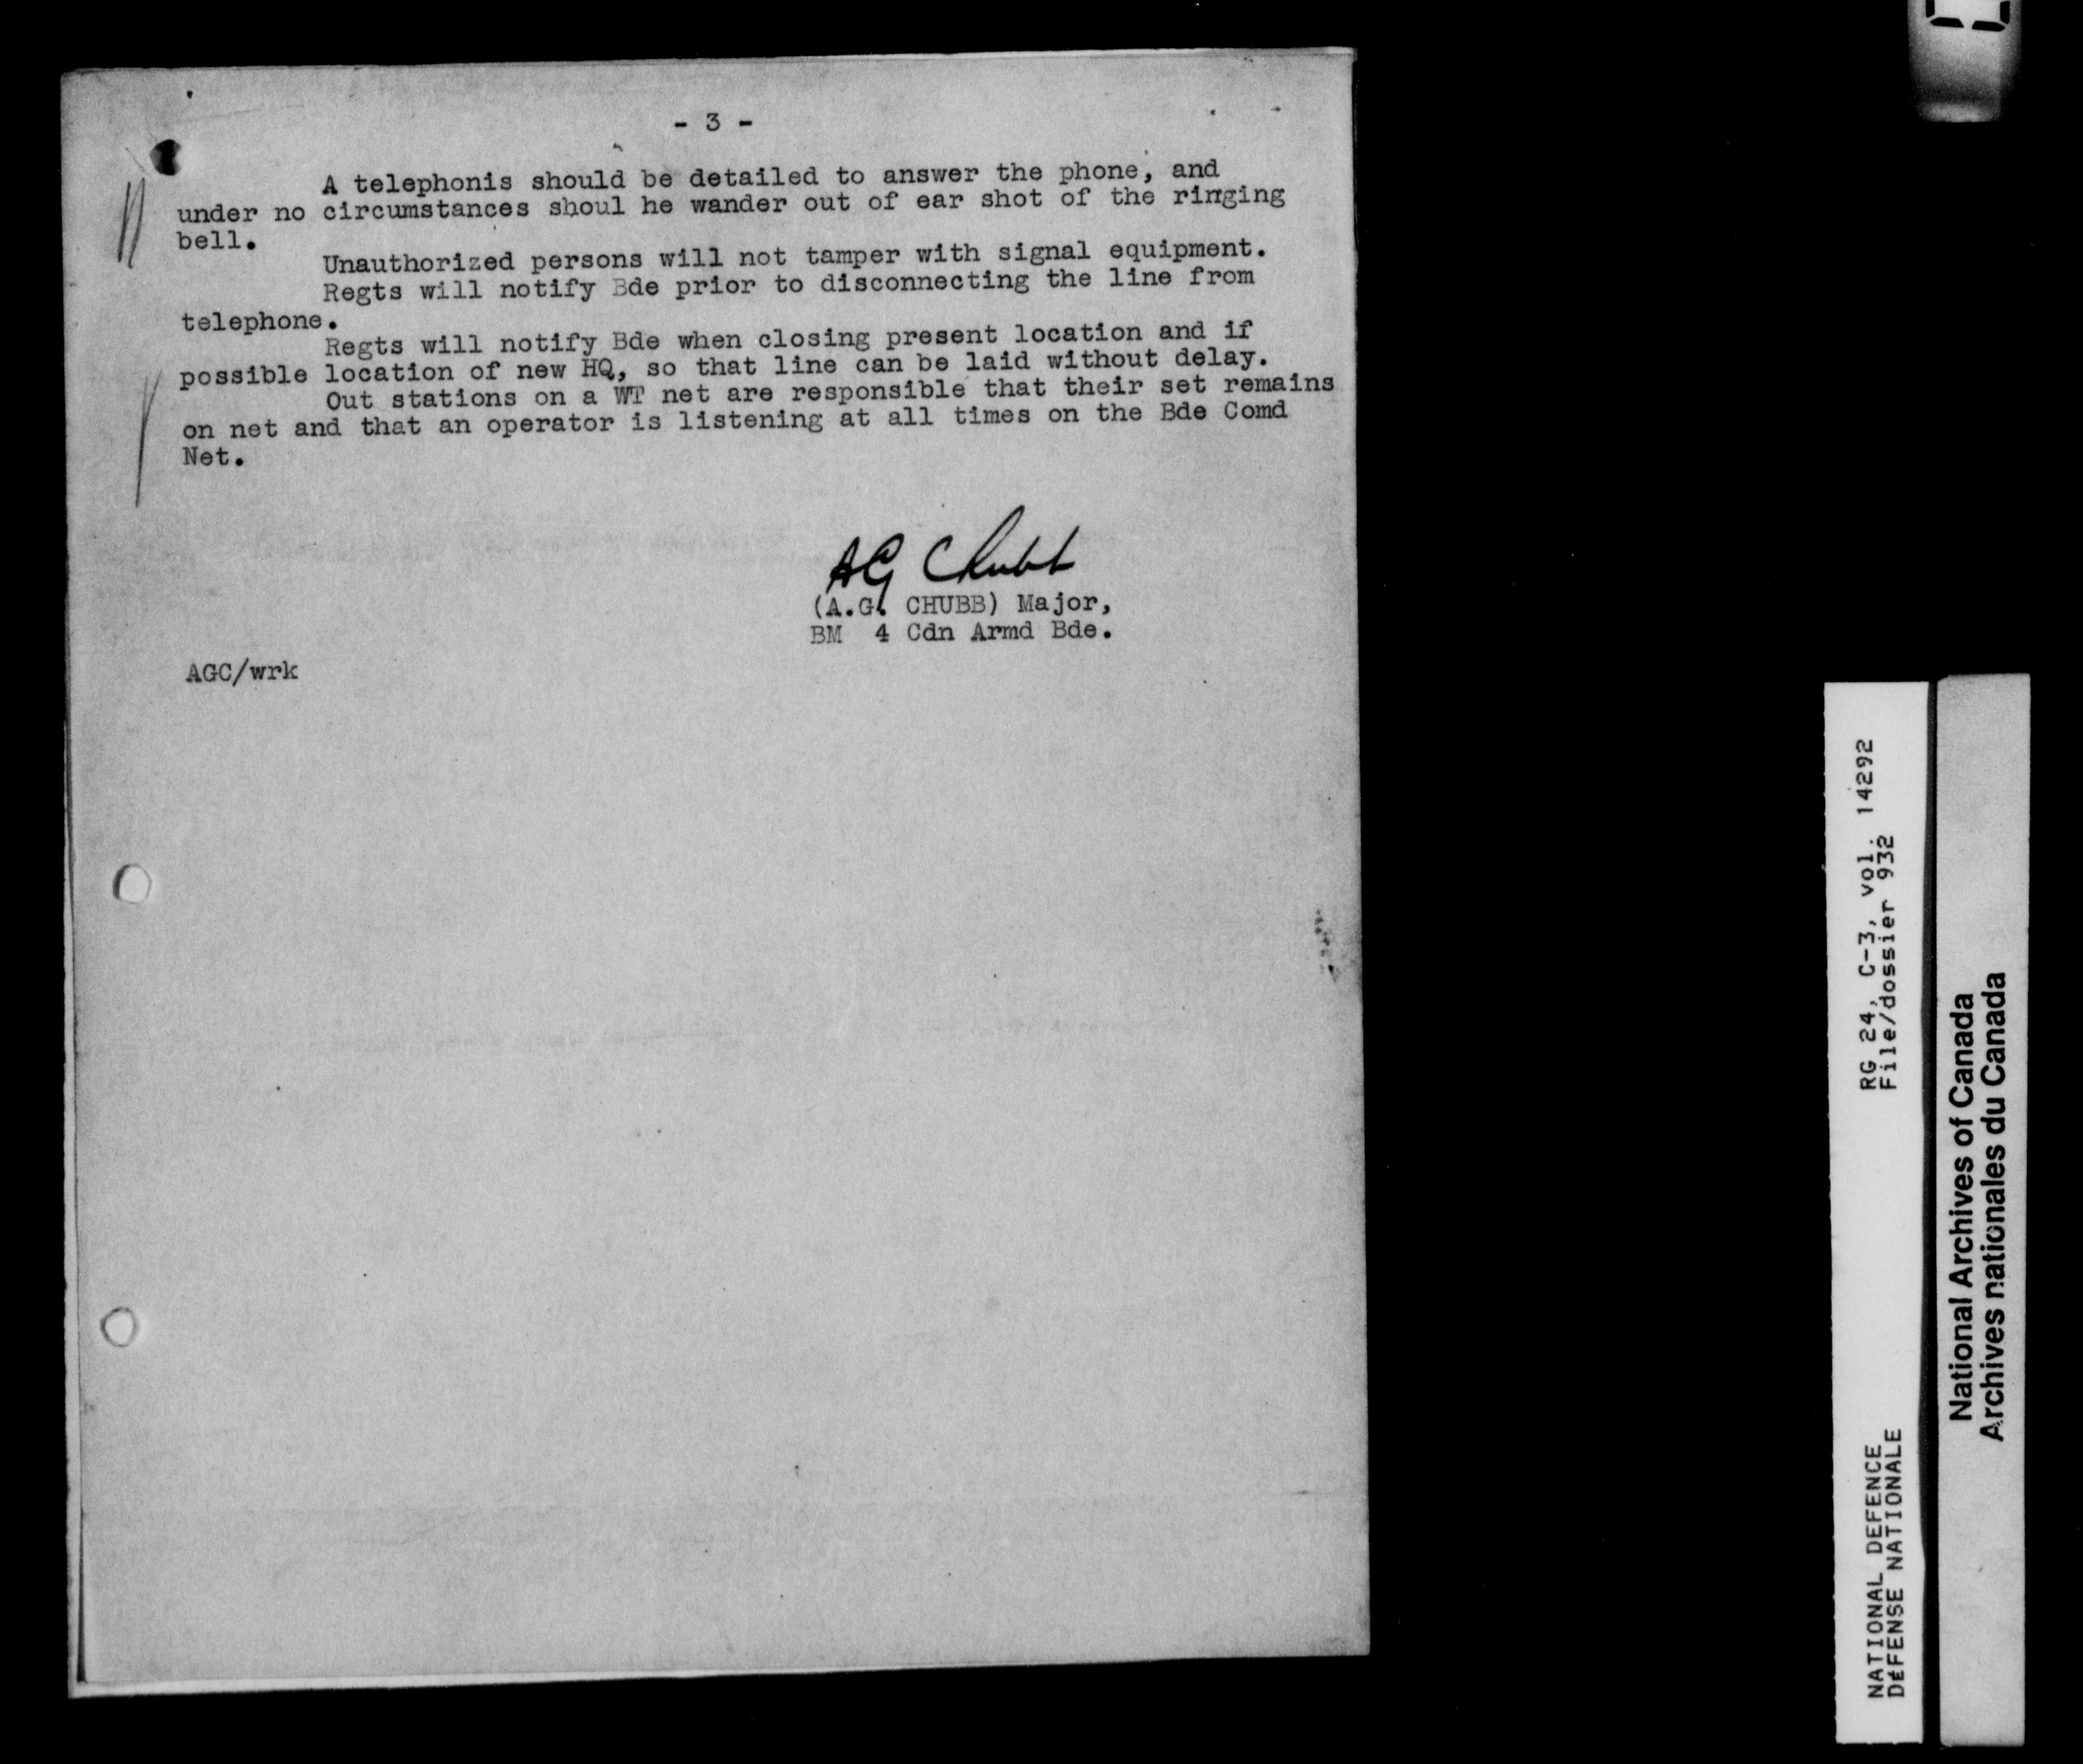 - 3 -
A telephonis should be detailed to answer the phone, and
under no circumstances shoul he wander out of ear shot of the ringing
bell.
Unauthorized persons will not tamper with signal equipment.
Regts will notify Bde prior to disconnecting the line from
telephone.
Regts will notify Bde when closing present location and if
possible location of new HQ, so that line can be laid without delay.
Out stations on a WT net are responsible that their set remains
on net and that an operator is listening at all times on the Bde Comd
Net.
AG Chubb
(A.G. CHUBB) Major,
BM 4 Cdn Armd Bde.
AGC/wrk
NATIONAL DEFENCE
DéFENSE NATIONALE
RG 24, C-3, vol. 14292
File/dossier 932
National Archives of Canada
Archives nationales du Canada